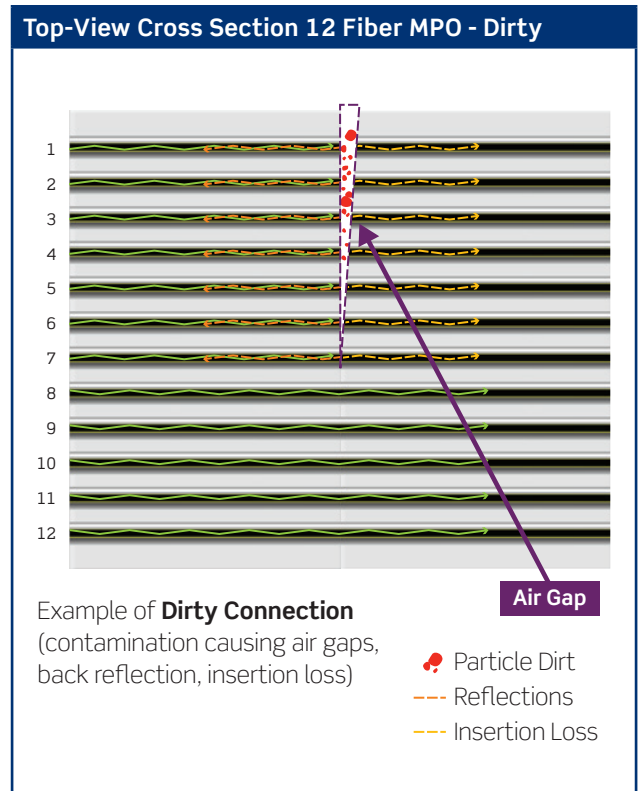 Top-View Cross Section 12 Fiber MPO - Dirty
1
2
3
4
5
6
7
8
9
10
11
12
Air Gap
Example of Dirty Connection
(contamination causing air gaps,
back reflection, insertion loss)
Particle Dirt
Reflections
Insertion Loss